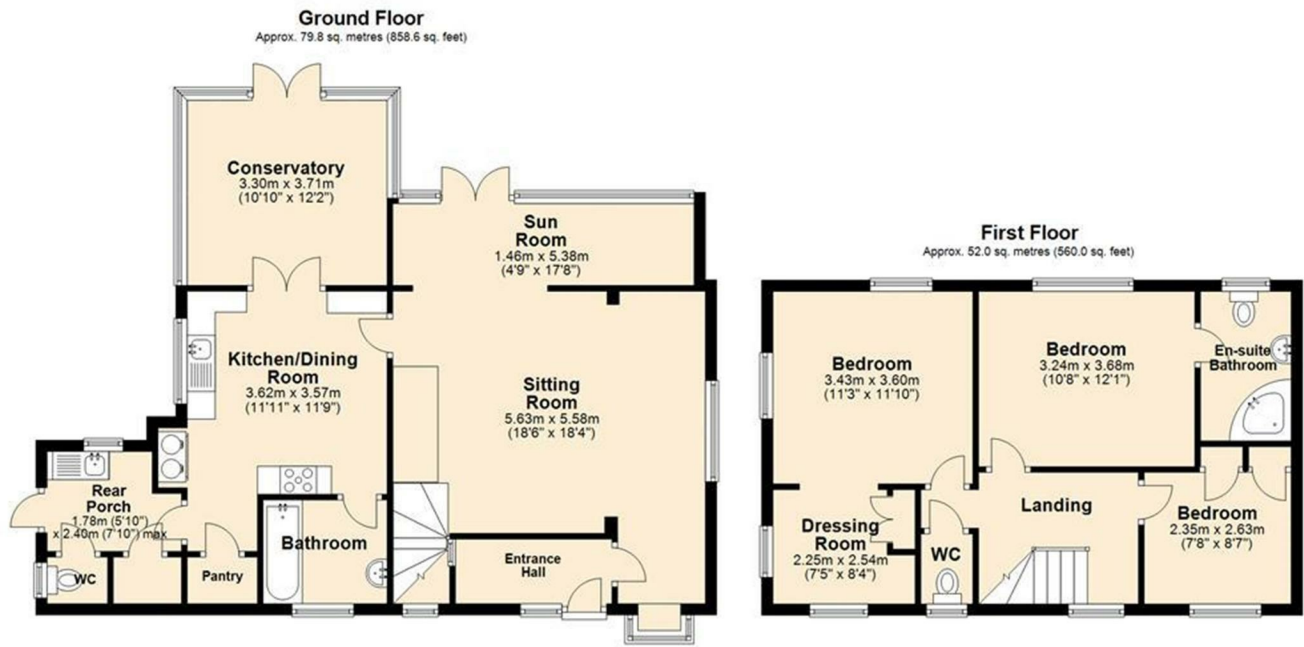 Ground Floor
Approx. 79.8 sq. metres (858.6 sq. feet)
Conservatory
3.30m x 3.71m
(10'10" x 12'2")
Sun
Room
1.46m x 5.38m
(4'9" x 17'8")
Kitchen/Dining
Room
3.62m x 3.57m
(11'11" x 11'9")
Sitting
Room
5.63m x 5.58m
(18'6" x 18'4")
Rear
Porch
1.78m (5'10")
x 2.40m (7'10") max
WC
Pantry
Bathroom
Entrance
Hall
First Floor
Approx. 52.0 sq. metres (560.0 sq. feet)
Bedroom
3.43m x 3.60m
(11'3" x 11'10")
Bedroom
3.24m x 3.68m
(10'8" x 12'1")
En-suite
Bathroom
Dressing
Room
2.25m x 2.54m
(7'5" x 8'4")
WC
Landing
Bedroom
2.35m x 2.63m
(7'8" x 8'7")